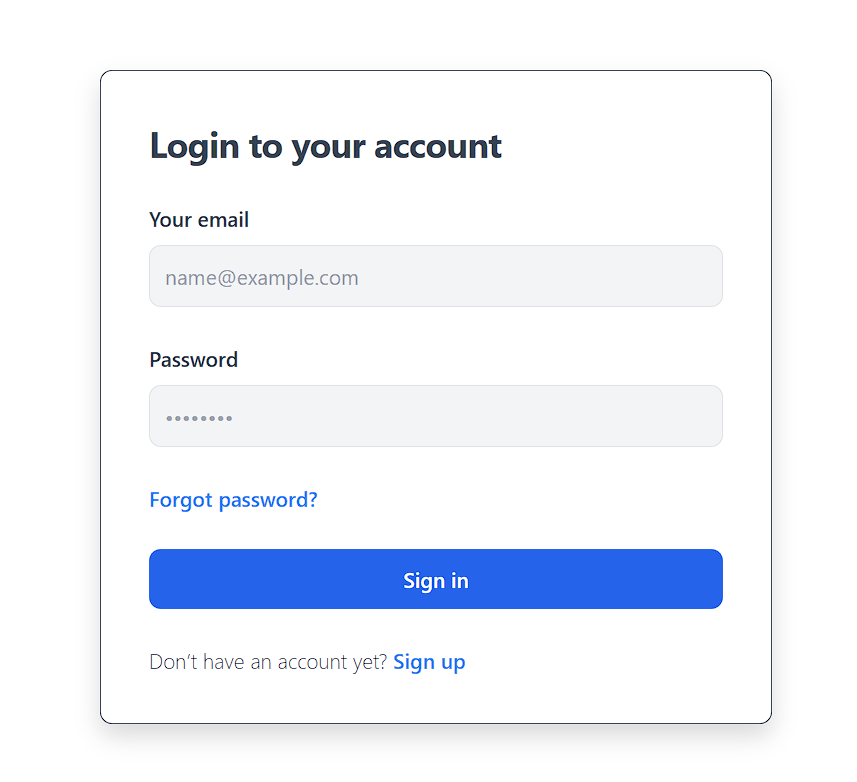 Login to your account
Your email
name@example.com
Password
••••••••
Forgot password?
Sign in
Don’t have an account yet? Sign up